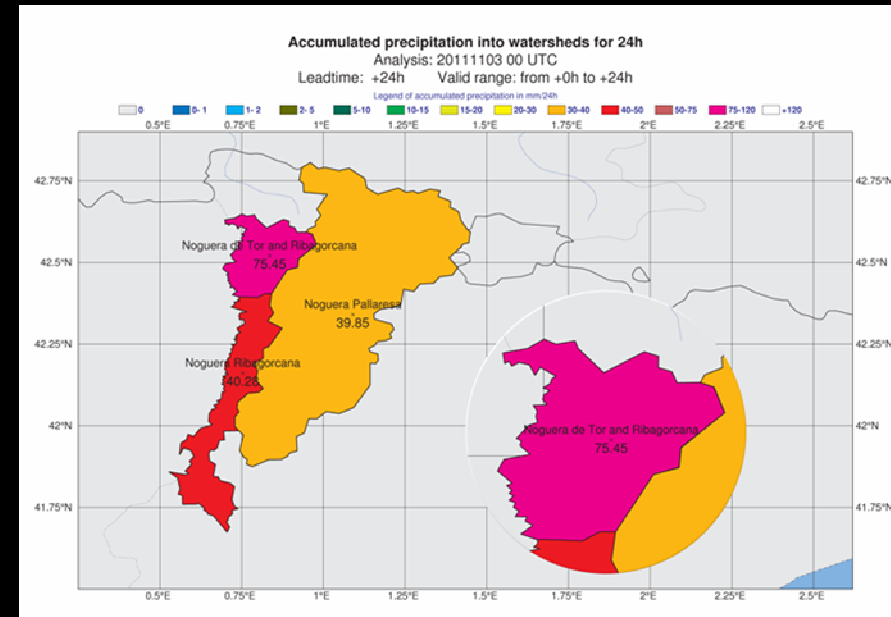 Accumulated precipitation into watersheds for 24h
Analysis: 20111103 00 UTC
Leadtime: +24h Valid range: from +0h to +24h
Legend of accumulated precipitation in mm/24h
0 0- 1 1- 2 2- 5 5-10 10-15 15-20 20-30 30-40 40-50 50-75 75-120 +120
0.5°E 0.75°E 1°E 1.25°E 1.5°E 1.75°E 2°E 2.25°E 2.5°E
42.75°N 42.75°N
Noguera de Tor and Ribagorcana
42.5°N 75.45 42.5°N
Noguera Pallaresa
39.85
42.25°N 42.25°N
Noguera Ribagorcana
40.28
42°N 42°N
Noguera de Tor and Ribagorcana
75.45
41.75°N 41.75°N
0.5°E 0.75°E 1°E 1.25°E 1.5°E 1.75°E 2°E 2.25°E 2.5°E